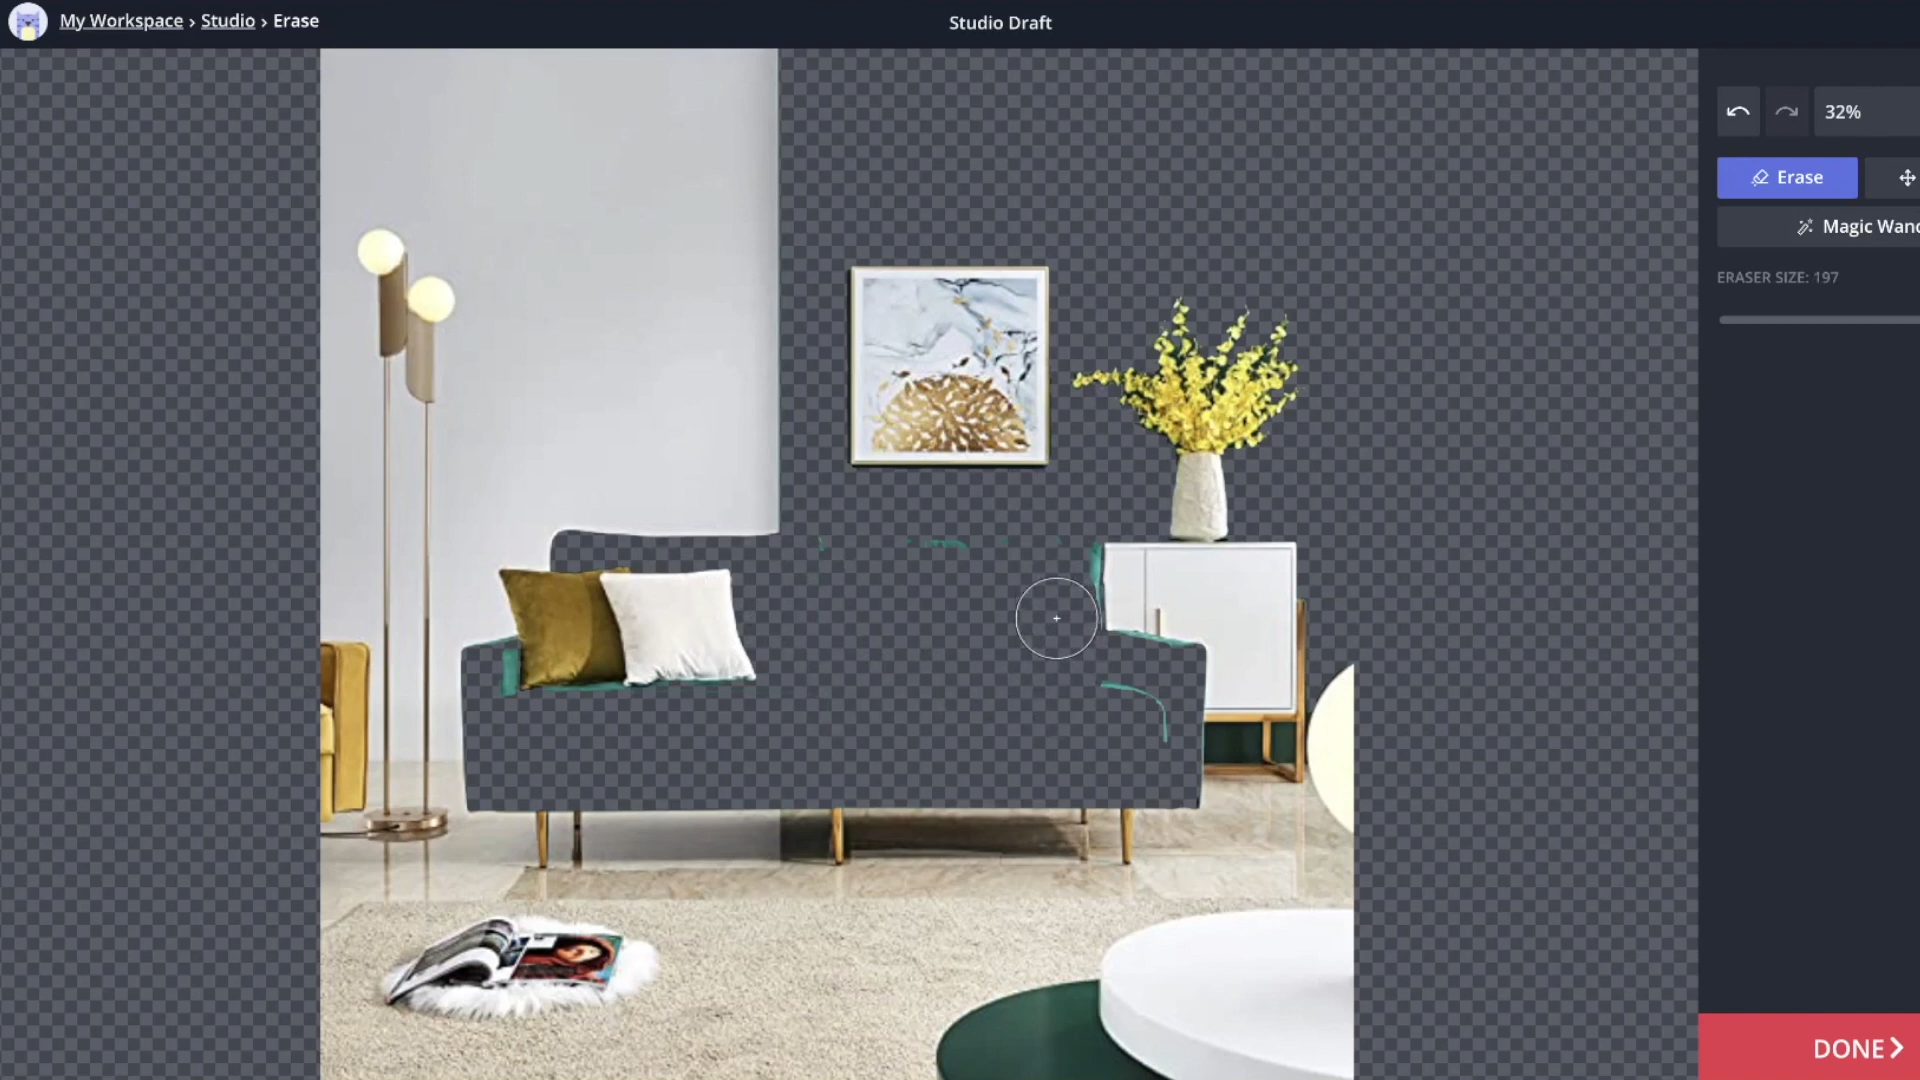 My Workspace › Studio › Erase
Studio Draft
32%
Erase
Magic Wand
ERASER SIZE: 197
DONE